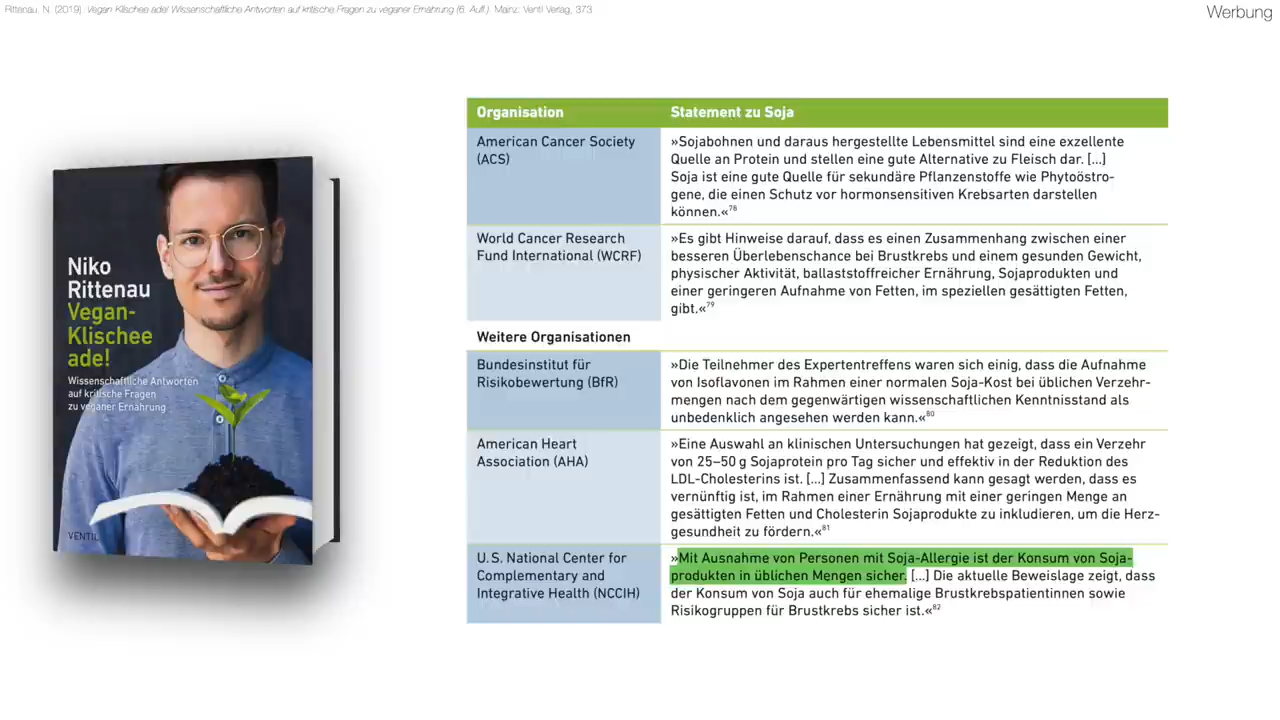 Rittenau, N. (2019). Vegan Klischee ade! Wissenschaftliche Antworten auf kritische Fragen zu veganer Ernährung (6. Aufl.). Mainz: Ventil Verlag, 373
Werbung
Niko
Rittenau
Vegan-
Klischee
ade!
Wissenschaftliche Antworten
auf kritische Fragen
zu veganer Ernährung
VENTIL
Organisation Statement zu Soja
American Cancer Society
(ACS)
»Sojabohnen und daraus hergestellte Lebensmittel sind eine exzellente
Quelle an Protein und stellen eine gute Alternative zu Fleisch dar. [...]
Soja ist eine gute Quelle für sekundäre Pflanzenstoffe wie Phytoöstro-
gene, die einen Schutz vor hormonsensitiven Krebsarten darstellen
können.«78
World Cancer Research
Fund International (WCRF)
»Es gibt Hinweise darauf, dass es einen Zusammenhang zwischen einer
besseren Überlebenschance bei Brustkrebs und einem gesunden Gewicht,
physischer Aktivität, ballaststoffreicher Ernährung, Sojaprodukten und
einer geringeren Aufnahme von Fetten, im speziellen gesättigten Fetten,
gibt.«79
Weitere Organisationen
Bundesinstitut für
Risikobewertung (BfR)
»Die Teilnehmer des Expertentreffens waren sich einig, dass die Aufnahme
von Isoflavonen im Rahmen einer normalen Soja-Kost bei üblichen Verzehr-
mengen nach dem gegenwärtigen wissenschaftlichen Kenntnisstand als
unbedenklich angesehen werden kann.«80
American Heart
Association (AHA)
»Eine Auswahl an klinischen Untersuchungen hat gezeigt, dass ein Verzehr
von 25–50 g Sojaprotein pro Tag sicher und effektiv in der Reduktion des
LDL-Cholesterins ist. [...] Zusammenfassend kann gesagt werden, dass es
vernünftig ist, im Rahmen einer Ernährung mit einer geringen Menge an
gesättigten Fetten und Cholesterin Sojaprodukte zu inkludieren, um die Herz-
gesundheit zu fördern.«81
U.S. National Center for
Complementary and
Integrative Health (NCCIH)
»Mit Ausnahme von Personen mit Soja-Allergie ist der Konsum von Soja-
produkten in üblichen Mengen sicher. [...] Die aktuelle Beweislage zeigt, dass
der Konsum von Soja auch für ehemalige Brustkrebspatientinnen sowie
Risikogruppen für Brustkrebs sicher ist.«82